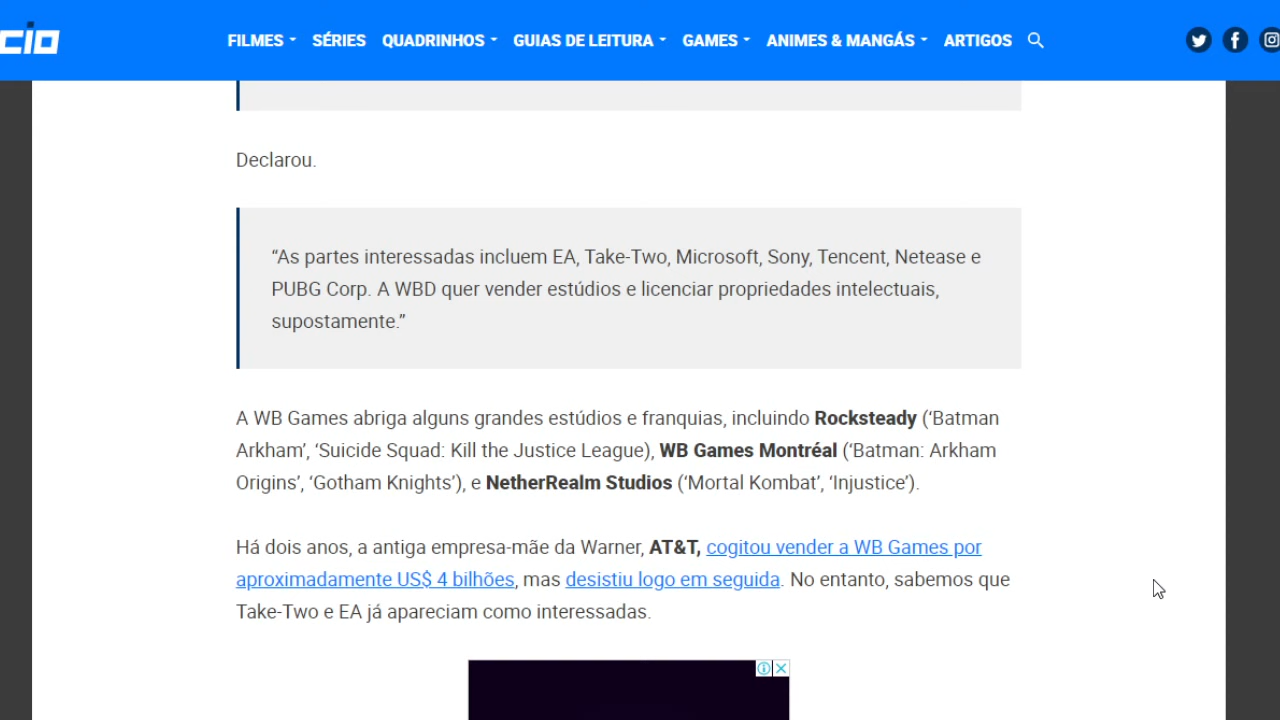 cio
FILMES SÉRIES QUADRINHOS GUIAS DE LEITURA GAMES ANIMES & MANGÁS ARTIGOS
Declarou.
“As partes interessadas incluem EA, Take-Two, Microsoft, Sony, Tencent, Netease e
PUBG Corp. A WBD quer vender estúdios e licenciar propriedades intelectuais,
supostamente.”
A WB Games abriga alguns grandes estúdios e franquias, incluindo Rocksteady (‘Batman
Arkham’, ‘Suicide Squad: Kill the Justice League), WB Games Montréal (‘Batman: Arkham
Origins’, ‘Gotham Knights’), e NetherRealm Studios (‘Mortal Kombat’, ‘Injustice’).
Há dois anos, a antiga empresa-mãe da Warner, AT&T, cogitou vender a WB Games por
aproximadamente US$ 4 bilhões, mas desistiu logo em seguida. No entanto, sabemos que
Take-Two e EA já apareciam como interessadas.